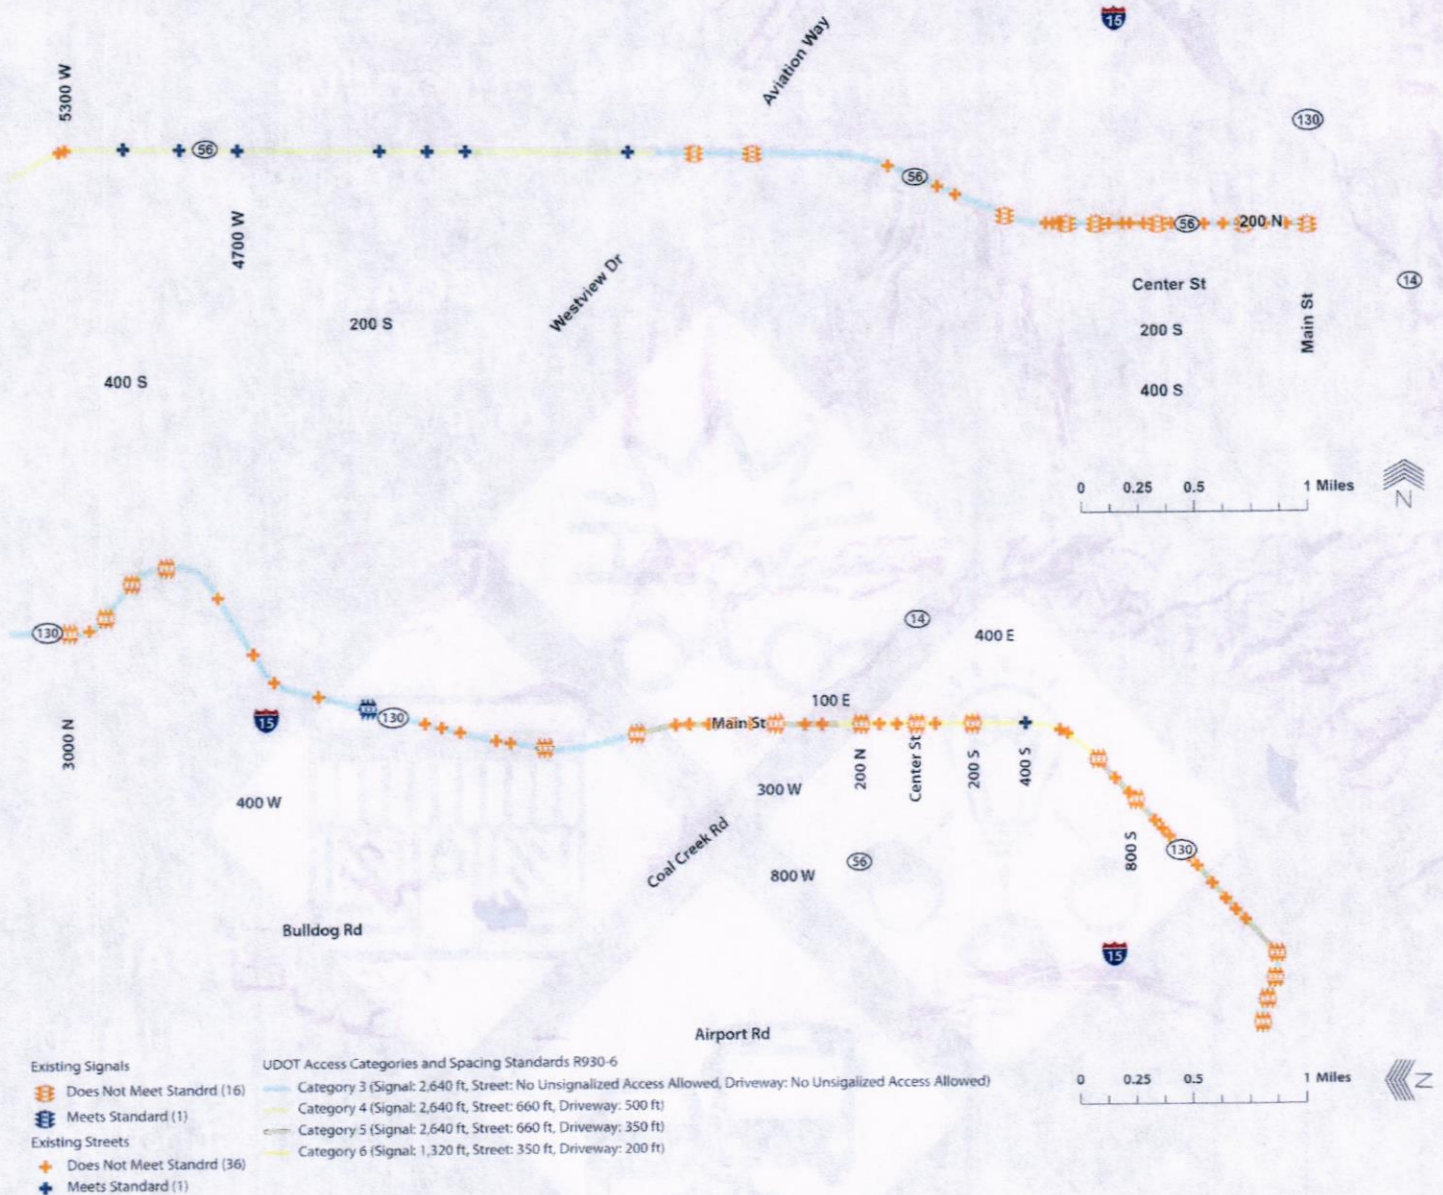 15
Aviation Way
5300 W
130
56
56
200 N
56
4700 W
Westview Dr
Center St
14
200 S
200 S
Main St
400 S
400 S
0 0.25 0.5 1 Miles
N
14
130
400 E
100 E
15
130
Main St
3000 N
200 N
Center St
200 S
400 S
400 W
300 W
Coal Creek Rd
800 S
130
56
800 W
Bulldog Rd
15
Airport Rd
Existing Signals
Does Not Meet Standrd (16)
Meets Standard (1)
Existing Streets
Does Not Meet Standrd (36)
Meets Standard (1)
UDOT Access Categories and Spacing Standards R930-6
Category 3 (Signal: 2,640 ft, Street: No Unsignalized Access Allowed, Driveway: No Unsigalized Access Allowed)
Category 4 (Signal: 2,640 ft, Street: 660 ft, Driveway: 500 ft)
Category 5 (Signal: 2,640 ft, Street: 660 ft, Driveway: 350 ft)
Category 6 (Signal: 1,320 ft, Street: 350 ft, Driveway: 200 ft)
0 0.25 0.5 1 Miles
N